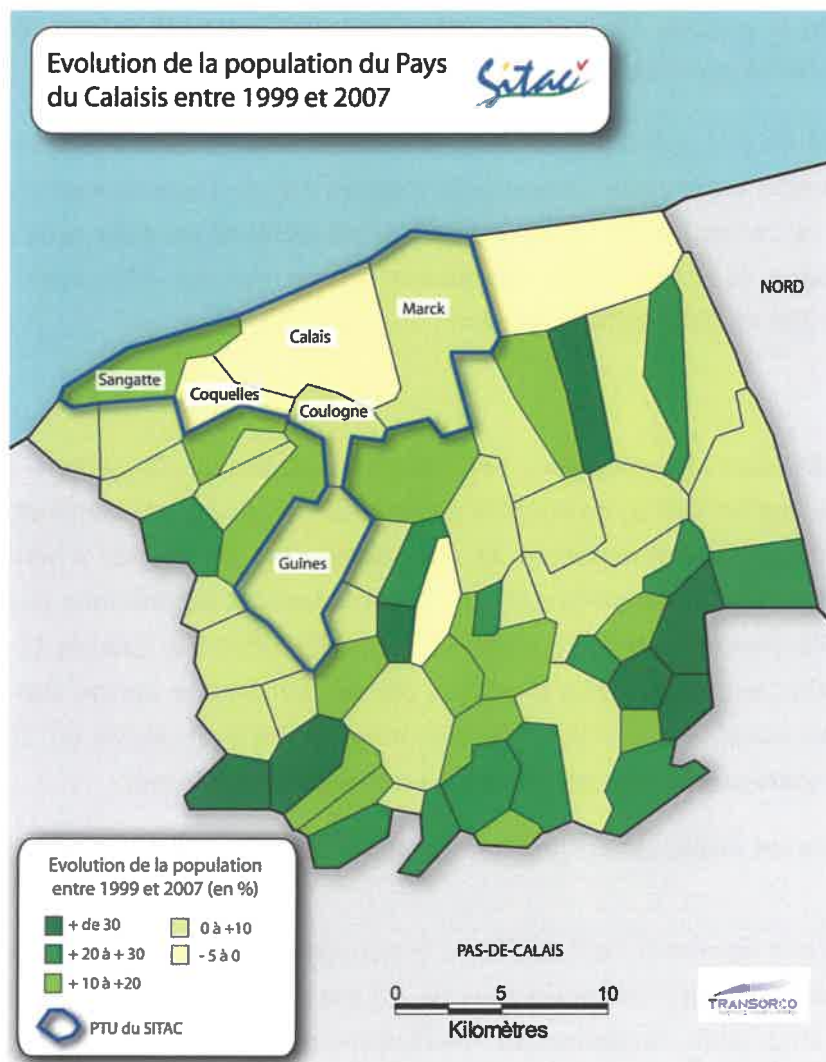 Evolution de la population du Pays
du Calaisis entre 1999 et 2007
Sitac
NORD
Marck
Calais
Sangatte
Coquelles
Coulogne
Guînes
Evolution de la population
entre 1999 et 2007 (en %)
+ de 30
0 à +10
+ 20 à + 30
- 5 à 0
+ 10 à +20
PTU du SITAC
PAS-DE-CALAIS
0 5 10
Kilomètres
TRANSORCO